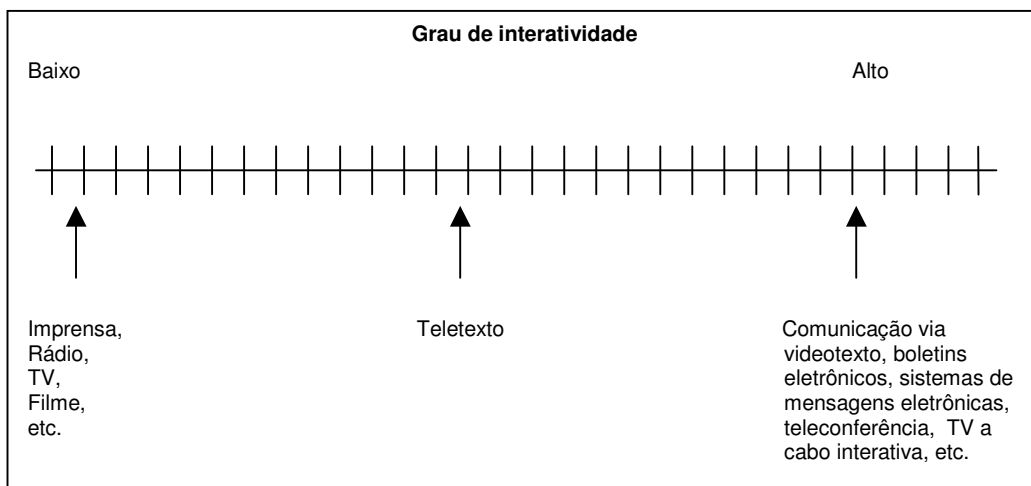 Grau de interatividade
Baixo
Alto
Imprensa,
Rádio,
TV,
Filme,
etc.
Teletexto
Comunicação via
videotexto, boletins
eletrônicos, sistemas de
mensagens eletrônicas,
teleconferência, TV a
cabo interativa, etc.